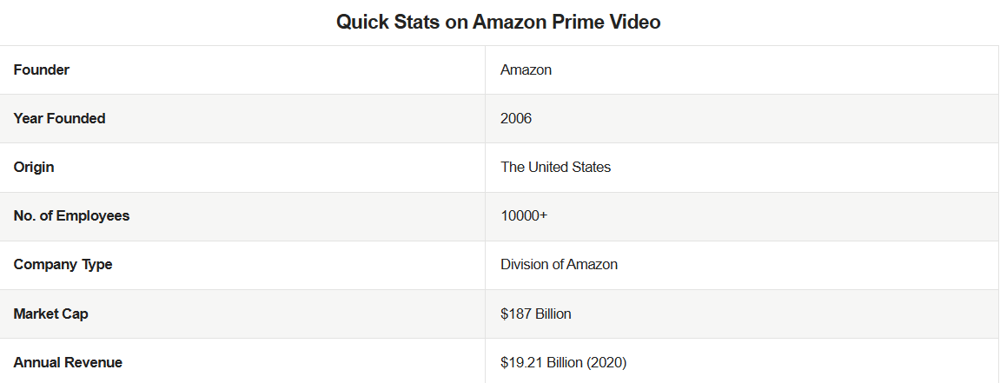 Quick Stats on Amazon Prime Video
Founder Amazon
Year Founded 2006
Origin The United States
No. of Employees 10000+
Company Type Division of Amazon
Market Cap $187 Billion
Annual Revenue $19.21 Billion (2020)